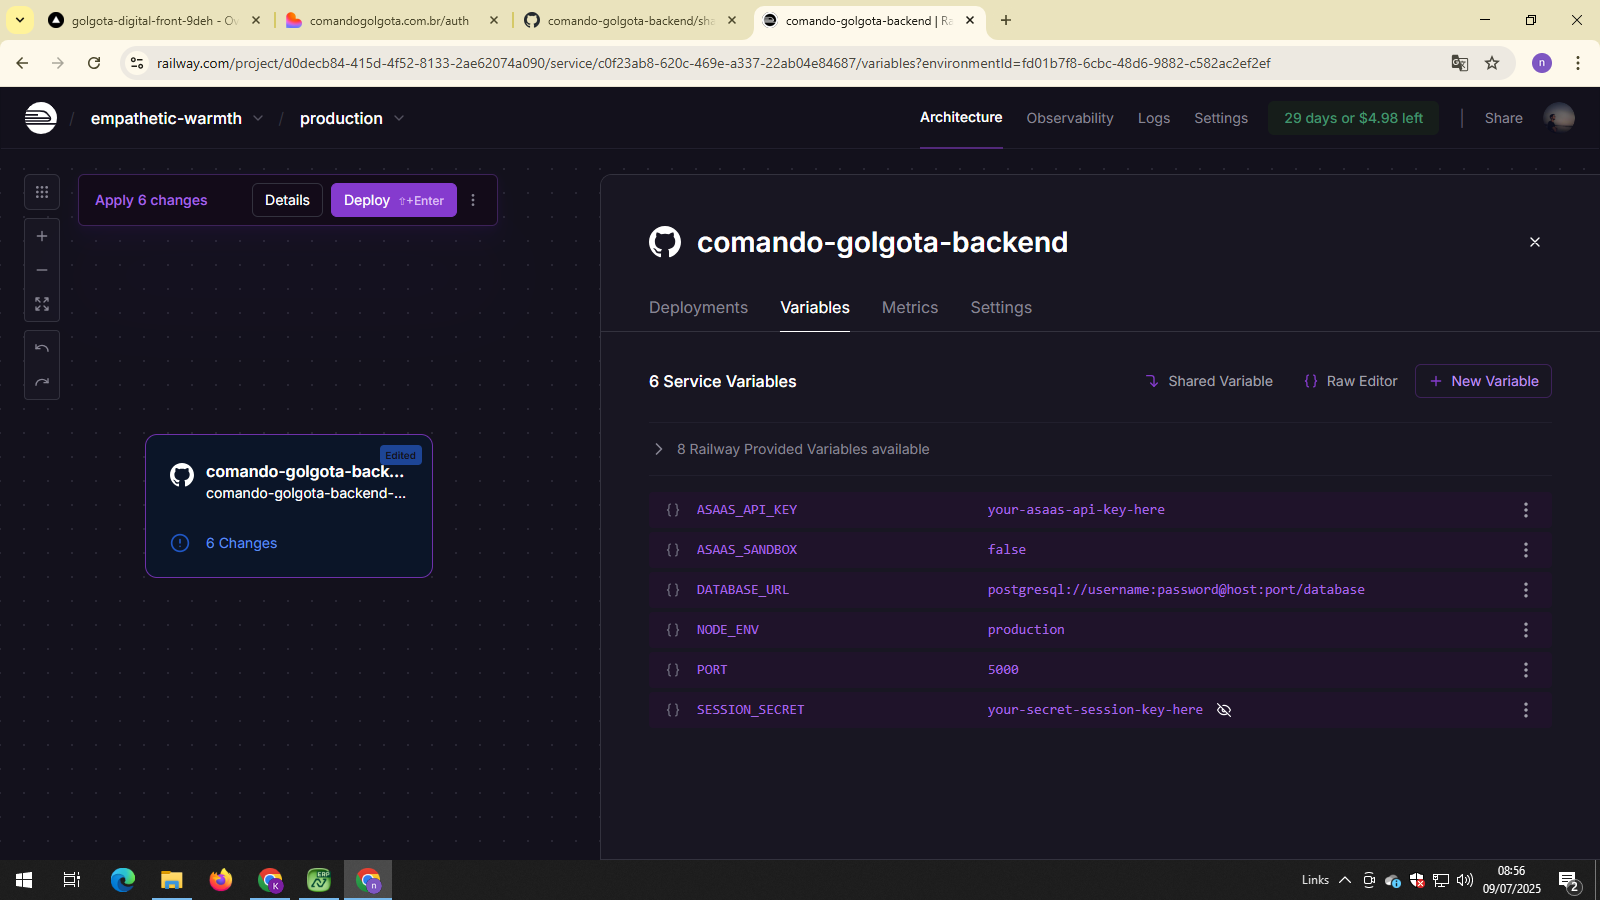 golgota-digital-front-9deh - Ov
comandogolgota.com.br/auth
comando-golgota-backend/sha
comando-golgota-backend | Ra
railway.com/project/d0decb84-415d-4f52-8133-2ae62074a090/service/c0f23ab8-620c-469e-a337-22ab04e84687/variables?environmentId=fd01b7f8-6cbc-48d6-9882-c582ac2ef2ef
n
/ empathetic-warmth / production
Architecture Observability Logs Settings 29 days or $4.98 left Share
Apply 6 changes Details Deploy ⇧+Enter
comando-golgota-backend
Deployments Variables Metrics Settings
6 Service Variables Shared Variable {} Raw Editor + New Variable
8 Railway Provided Variables available
Edited
comando-golgota-back...
comando-golgota-backend-...
6 Changes
{} ASAAS_API_KEY your-asaas-api-key-here
{} ASAAS_SANDBOX false
{} DATABASE_URL postgresql://username:password@host:port/database
{} NODE_ENV production
{} PORT 5000
{} SESSION_SECRET your-secret-session-key-here
K
ERP
n
Links
08:56
09/07/2025
2